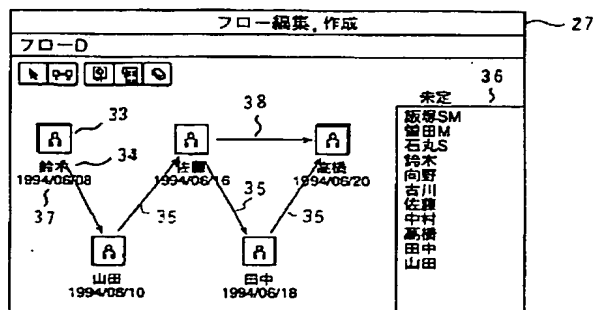 フロー編集,作成
27
フローD
36
38
未定
33
飯塚SM
曽田M
石丸S
鈴木
向野
古川
佐藤
中村
高橋
田中
山田
34
鈴木
佐藤
高橋
1994/06/08
1994/06/16
1994/06/20
37
35
35
35
山田
田中
1994/06/10
1994/06/18